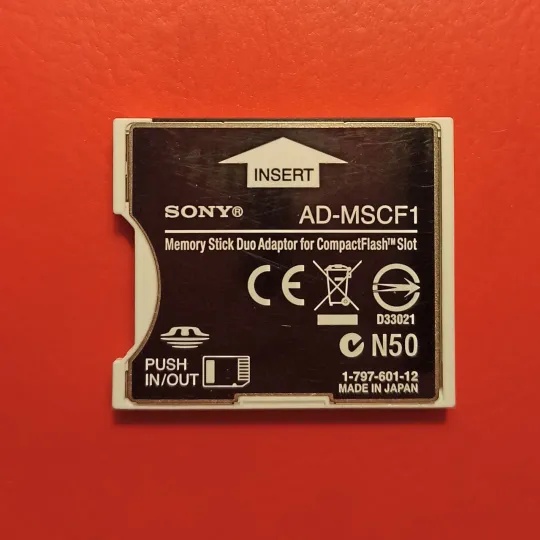 INSERT
SONY®
AD-MSCF1
Memory Stick Duo Adaptor for CompactFlash™ Slot
CE
D33021
N50
PUSH
IN/OUT
1-797-601-12
MADE IN JAPAN